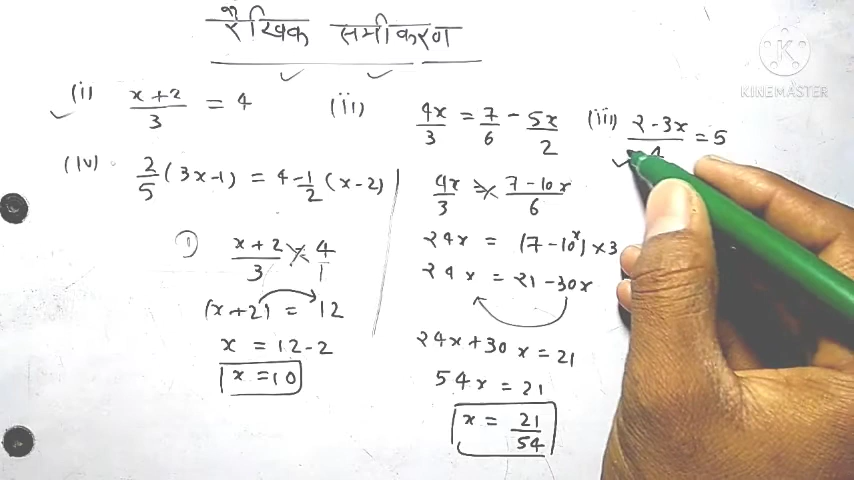 रैखिक समीकरण
(i) x+2/3 = 4
(ii) 4x/3 = 7/6 - 5x/2
(iii) २-3x/4 = 5
(iv) 2/5 (3x-1) = 4 - 1/2 (x-2)
① x+2/3 = 4/1
(x+2) = 12
x = 12-2
x = 10
4x/3 = 7-10x/6
24x = (7-10x) × 3
24x = 21-30x
24x+30x = 21
54x = 21
x = 21/54
K
KINEMASTER